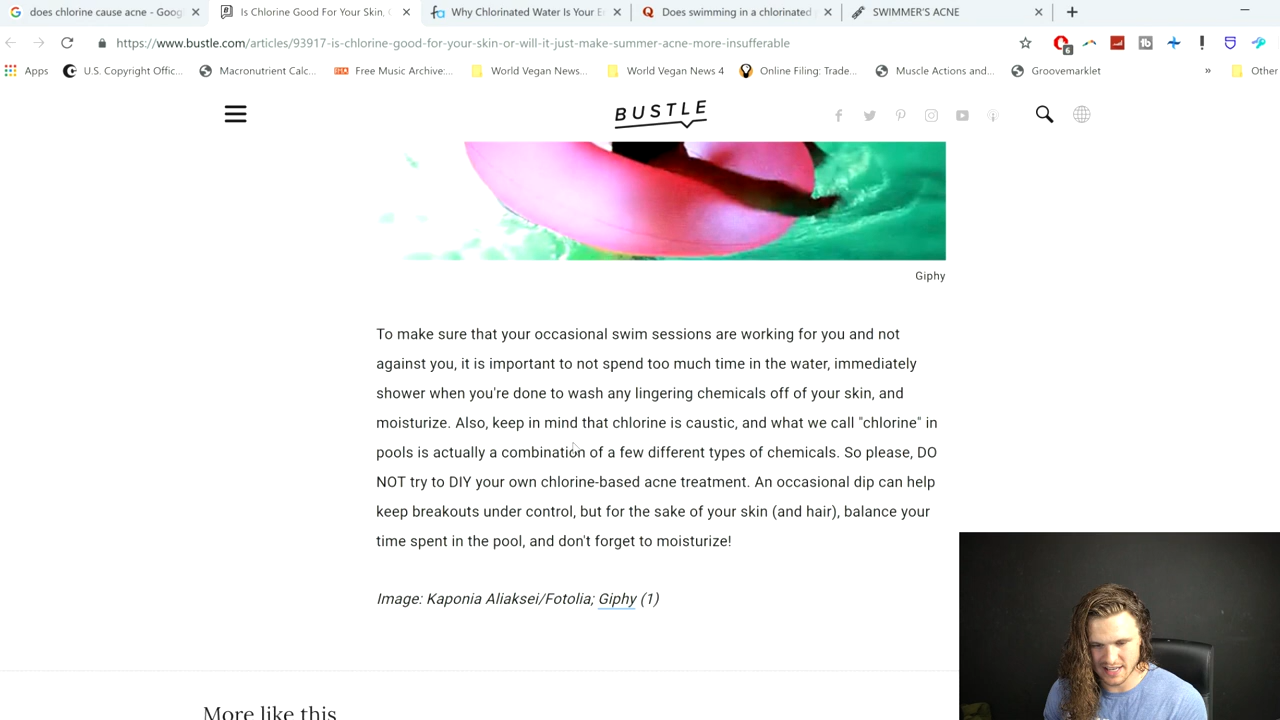 does chlorine cause acne - Goog
Is Chlorine Good For Your Skin,
Why Chlorinated Water Is Your E
Does swimming in a chlorinated
SWIMMER'S ACNE
https://www.bustle.com/articles/93917-is-chlorine-good-for-your-skin-or-will-it-just-make-summer-acne-more-insufferable
6
Apps
U.S. Copyright Offic...
Macronutrient Calc...
Free Music Archive:...
World Vegan News...
World Vegan News 4
Online Filing: Trade...
Muscle Actions and...
Groovemarklet
»
Other
BUSTLE
Giphy
To make sure that your occasional swim sessions are working for you and not
against you, it is important to not spend too much time in the water, immediately
shower when you're done to wash any lingering chemicals off of your skin, and
moisturize. Also, keep in mind that chlorine is caustic, and what we call "chlorine" in
pools is actually a combination of a few different types of chemicals. So please, DO
NOT try to DIY your own chlorine-based acne treatment. An occasional dip can help
keep breakouts under control, but for the sake of your skin (and hair), balance your
time spent in the pool, and don't forget to moisturize!
Image: Kaponia Aliaksei/Fotolia; Giphy (1)
More like this